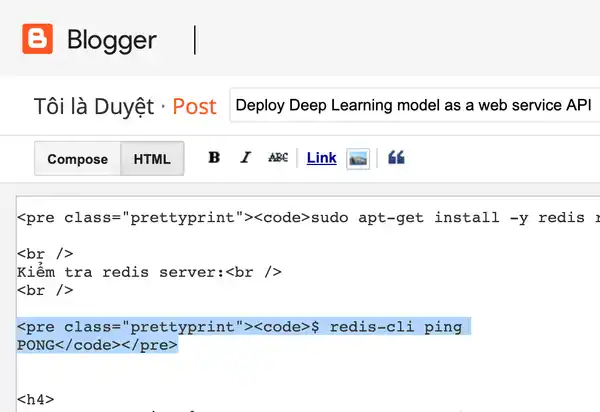 Blogger
Tôi là Duyệt · Post Deploy Deep Learning model as a web service API
Compose HTML B I ABC Link
<pre class="prettyprint"><code>sudo apt-get install -y redis
<br />
Kiểm tra redis server:<br />
<br />
<pre class="prettyprint"><code>$ redis-cli ping
PONG</code></pre>
<h4>